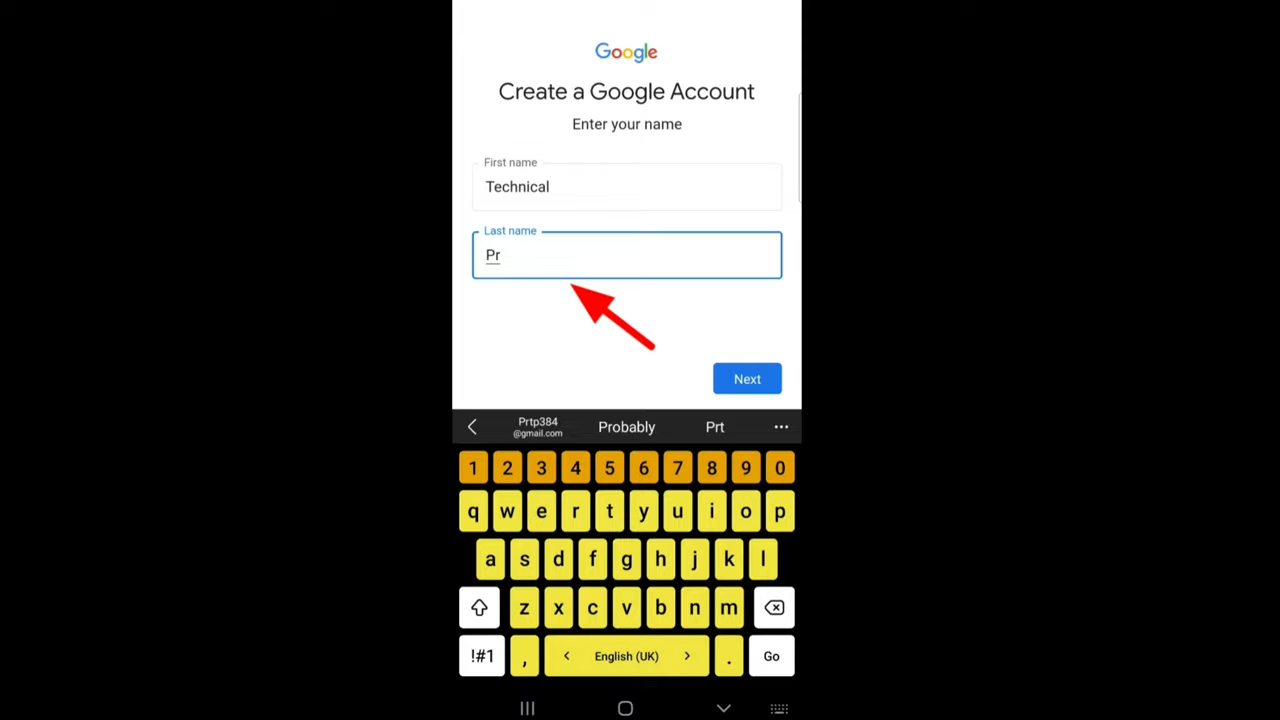 Google
Create a Google Account
Enter your name
First name
Technical
Last name
Pr
Next
Prtp384
@gmail.com
Probably
Prt
1 2 3 4 5 6 7 8 9 0
q w e r t y u i o p
a s d f g h j k l
z x c v b n m
!#1 , < English (UK) > . Go